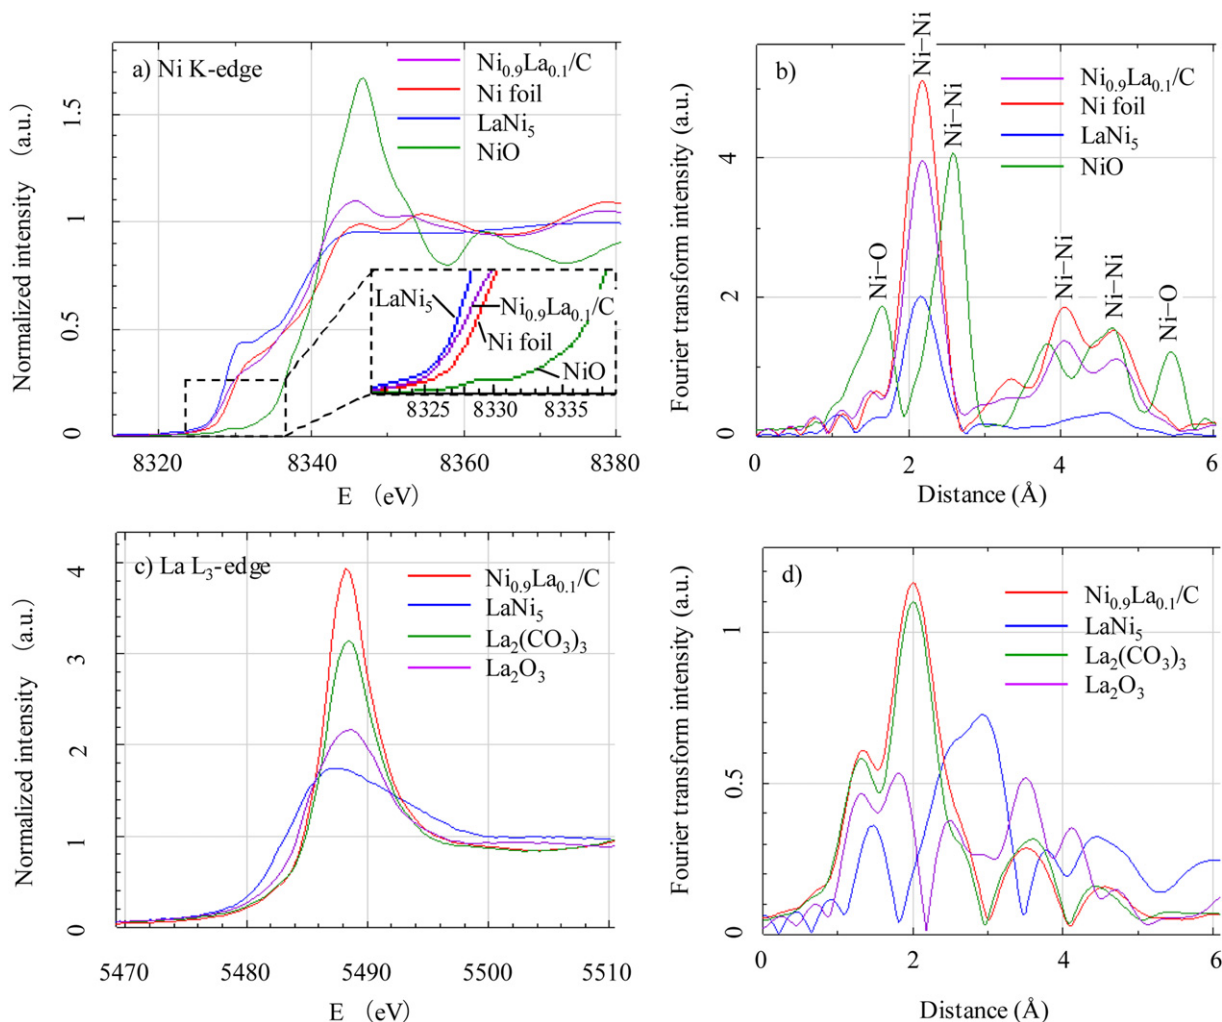 a) Ni K-edge
Ni₀.₉La₀.₁/C
Ni foil
LaNi₅
NiO
Normalized intensity (a.u.)
1.5
1
0.5
0
LaNi₅
Ni₀.₉La₀.₁/C
Ni foil
NiO
8325 8330 8335
8320 8340 8360 8380
E (eV)
b)
Ni–Ni
Ni–Ni
Ni₀.₉La₀.₁/C
Ni foil
LaNi₅
NiO
Ni–O
Ni–Ni
Ni–Ni
Ni–O
Fourier transform intensity (a.u.)
4
2
0
0 2 4 6
Distance (Å)
c) La L₃-edge
Ni₀.₉La₀.₁/C
LaNi₅
La₂(CO₃)₃
La₂O₃
Normalized intensity (a.u.)
4
3
2
1
0
5470 5480 5490 5500 5510
E (eV)
d)
Ni₀.₉La₀.₁/C
LaNi₅
La₂(CO₃)₃
La₂O₃
Fourier transform intensity (a.u.)
1
0.5
0
0 2 4 6
Distance (Å)